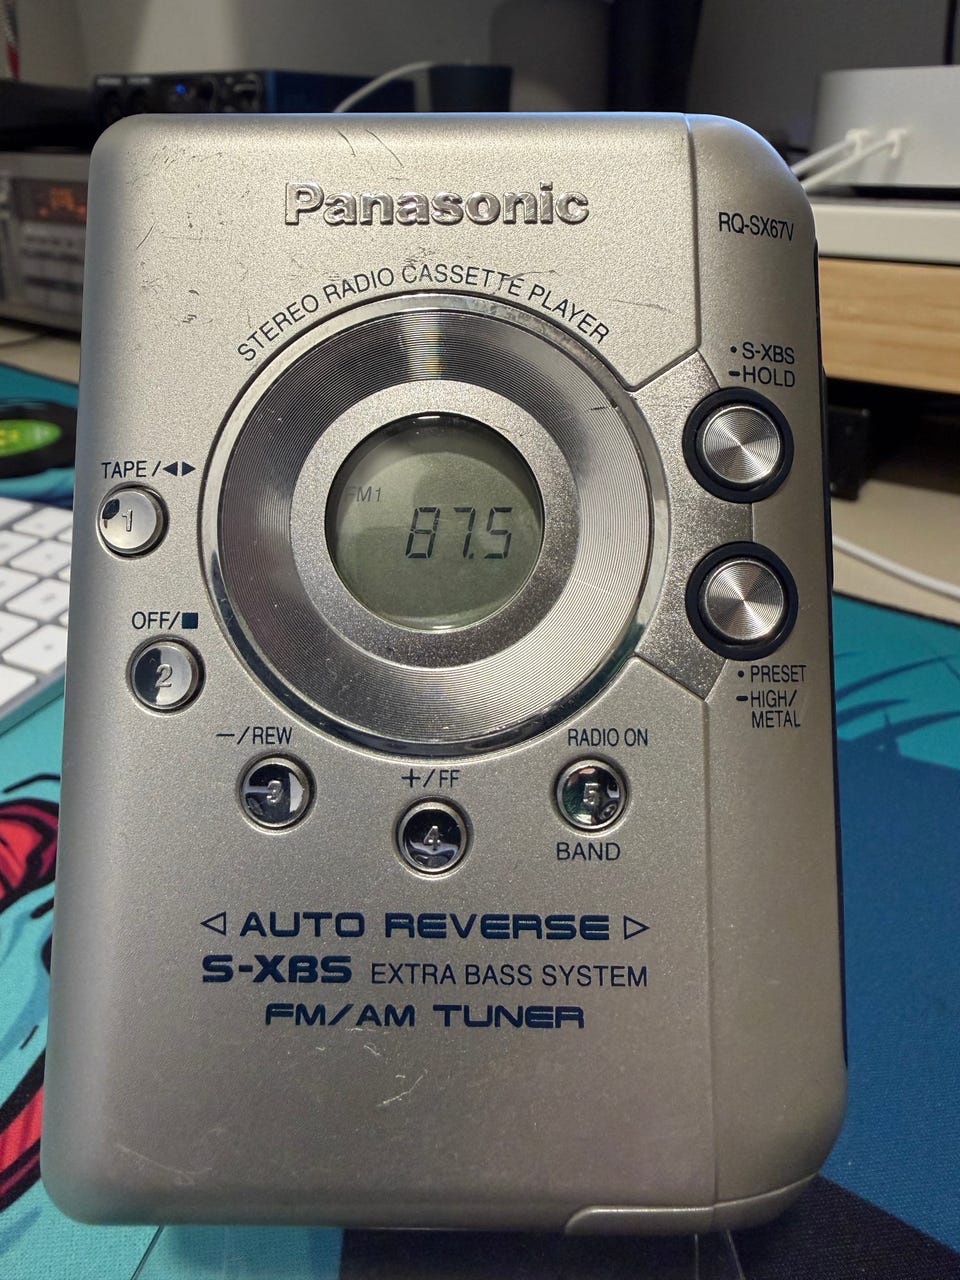 Panasonic
RQ-SX67V
STEREO RADIO CASSETTE PLAYER
• S-XBS
━HOLD
TAPE /◀▶
1
FM1
87.5
OFF/■
2
• PRESET
━HIGH/
METAL
−/REW
3
+/FF
4
RADIO ON
5
BAND
◁ AUTO REVERSE ▷
S-XBS EXTRA BASS SYSTEM
FM/AM TUNER